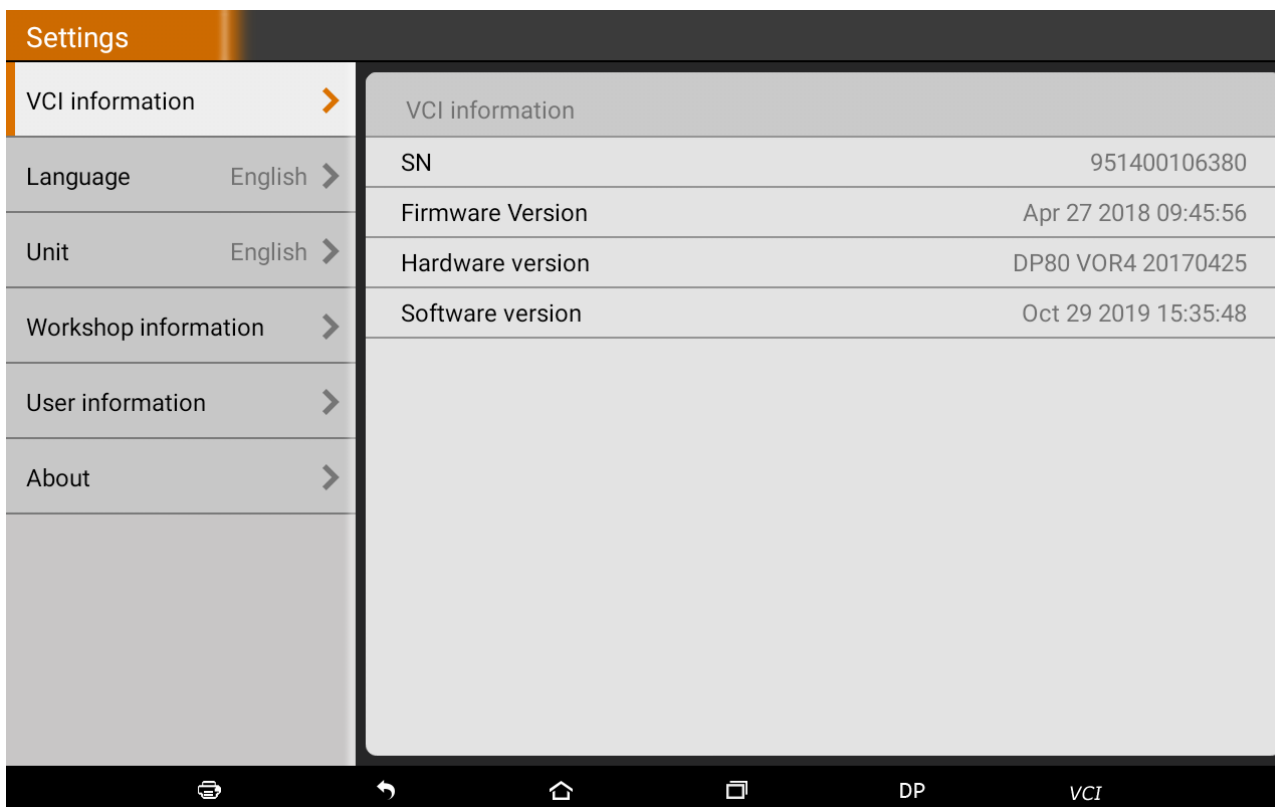 Settings
VCI information
Language English
Unit English
Workshop information
User information
About
VCI information
SN 951400106380
Firmware Version Apr 27 2018 09:45:56
Hardware version DP80 VOR4 20170425
Software version Oct 29 2019 15:35:48
DP VCI